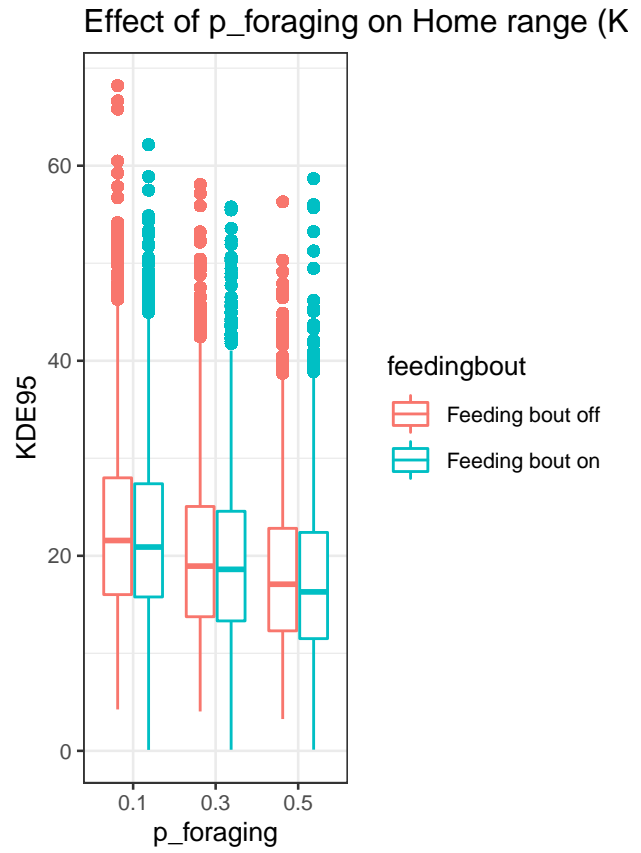 Effect of p_foraging on Home range (K
60
40
20
0
KDE95
0.1 0.3 0.5
p_foraging
feedingbout
Feeding bout off
Feeding bout on